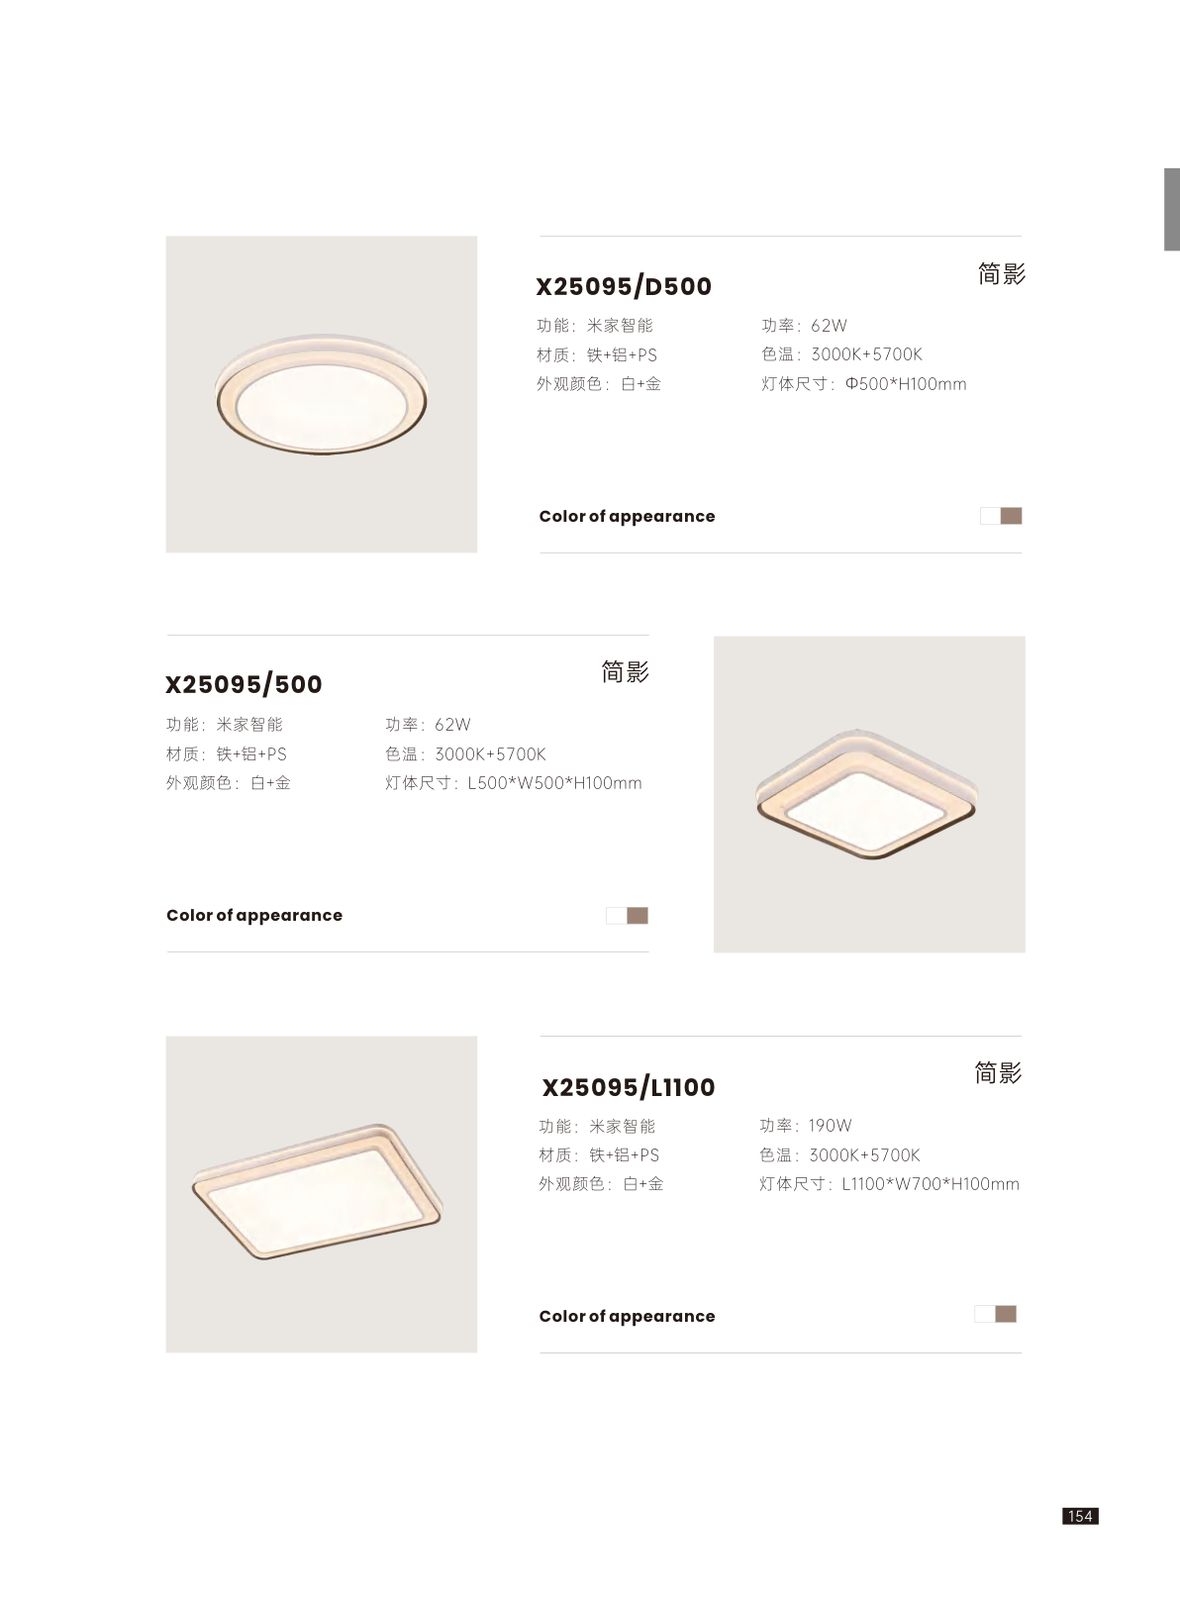 简影
X25095/D500
功能：米家智能
功率：62W
材质：铁+铝+PS
色温：3000K+5700K
外观颜色：白+金
灯体尺寸：Φ500*H100mm
Color of appearance
简影
X25095/500
功能：米家智能
功率：62W
材质：铁+铝+PS
色温：3000K+5700K
外观颜色：白+金
灯体尺寸：L500*W500*H100mm
Color of appearance
简影
X25095/L1100
功能：米家智能
功率：190W
材质：铁+铝+PS
色温：3000K+5700K
外观颜色：白+金
灯体尺寸：L1100*W700*H100mm
Color of appearance
154